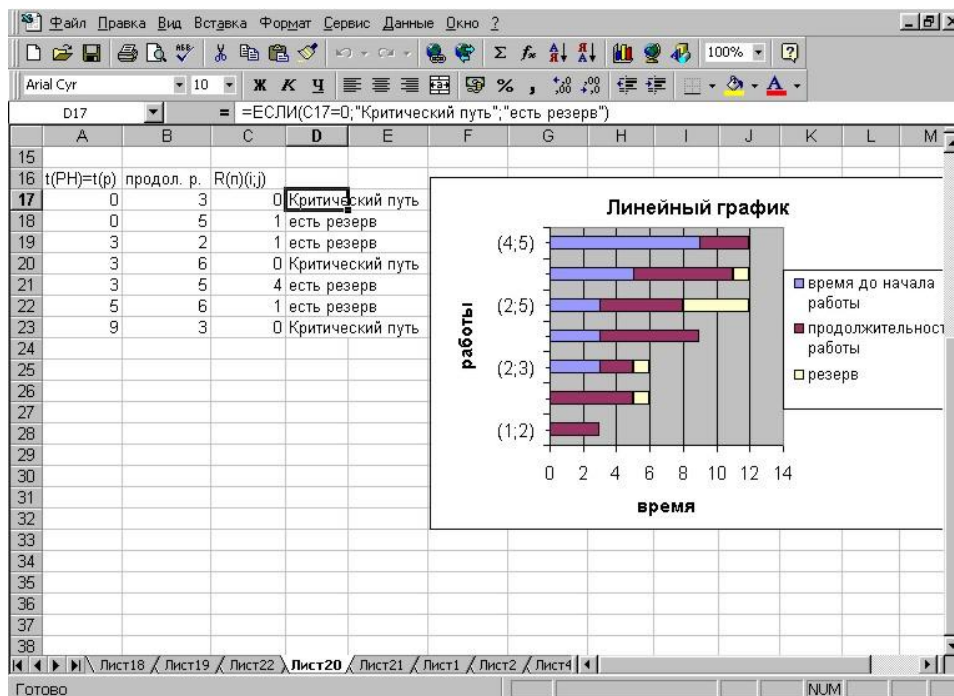 Файл Правка Вид Вставка Формат Сервис Данные Окно ?
100%
Arial Cyr 10 Ж К Ч
D17 = =ЕСЛИ(C17=0;"Критический путь";"есть резерв")
A B C D E F G H I J K L M
15
16 t(РН)=t(р) продол. р. R(п)(i;j)
17 0 3 0 Критический путь
18 0 5 1 есть резерв
19 3 2 1 есть резерв
20 3 6 0 Критический путь
21 3 5 4 есть резерв
22 5 6 1 есть резерв
23 9 3 0 Критический путь
24
25
26
27
28
29
30
31
32
33
34
35
36
37
38
Линейный график
работы
(4;5)
(2;5)
(2;3)
(1;2)
0 2 4 6 8 10 12 14
время
время до начала
работы
продолжительност
работы
резерв
Лист18 Лист19 Лист22 Лист20 Лист21 Лист1 Лист2 Лист4
Готово NUM